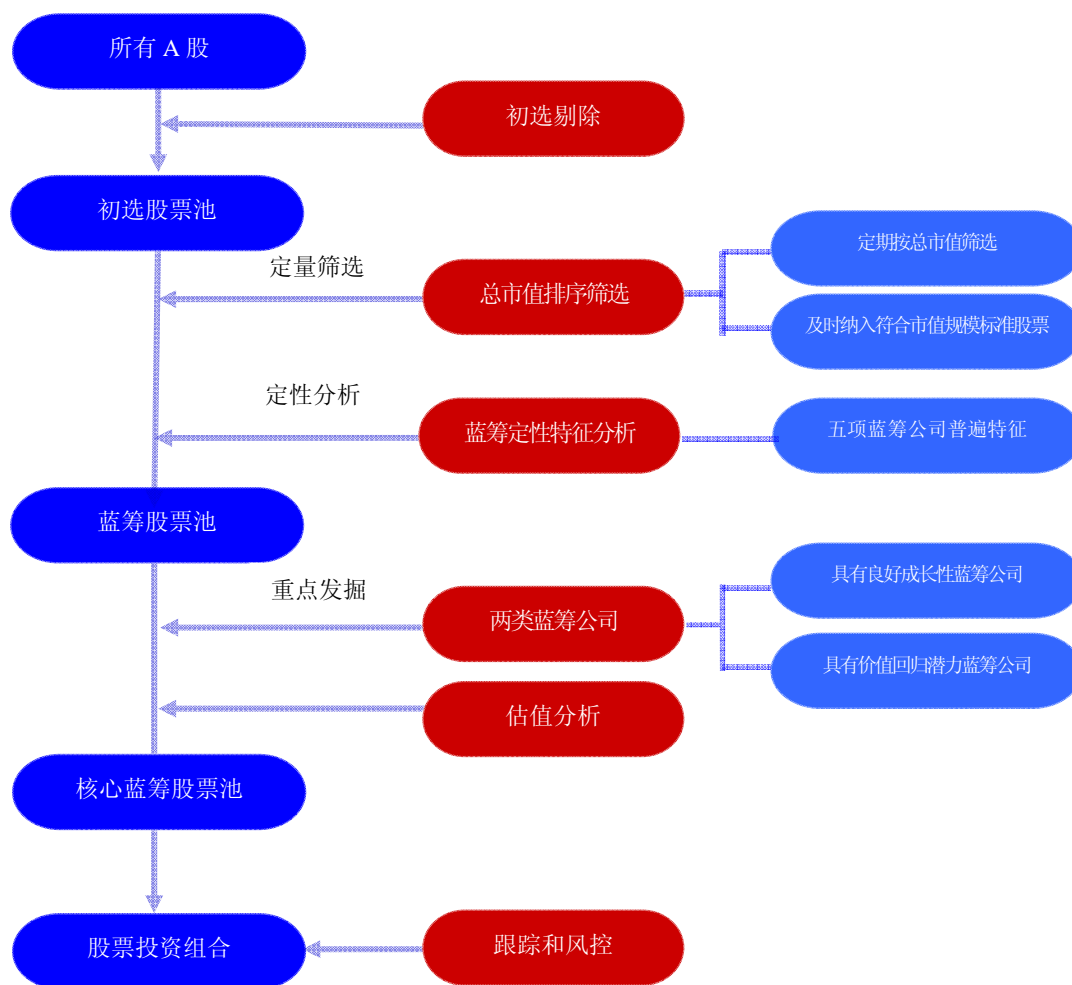 所有 A 股
初选剔除
初选股票池
定期按总市值筛选
定量筛选
总市值排序筛选
及时纳入符合市值规模标准股票
定性分析
蓝筹定性特征分析
五项蓝筹公司普遍特征
蓝筹股票池
具有良好成长性蓝筹公司
重点发掘
两类蓝筹公司
具有价值回归潜力蓝筹公司
估值分析
核心蓝筹股票池
股票投资组合
跟踪和风控